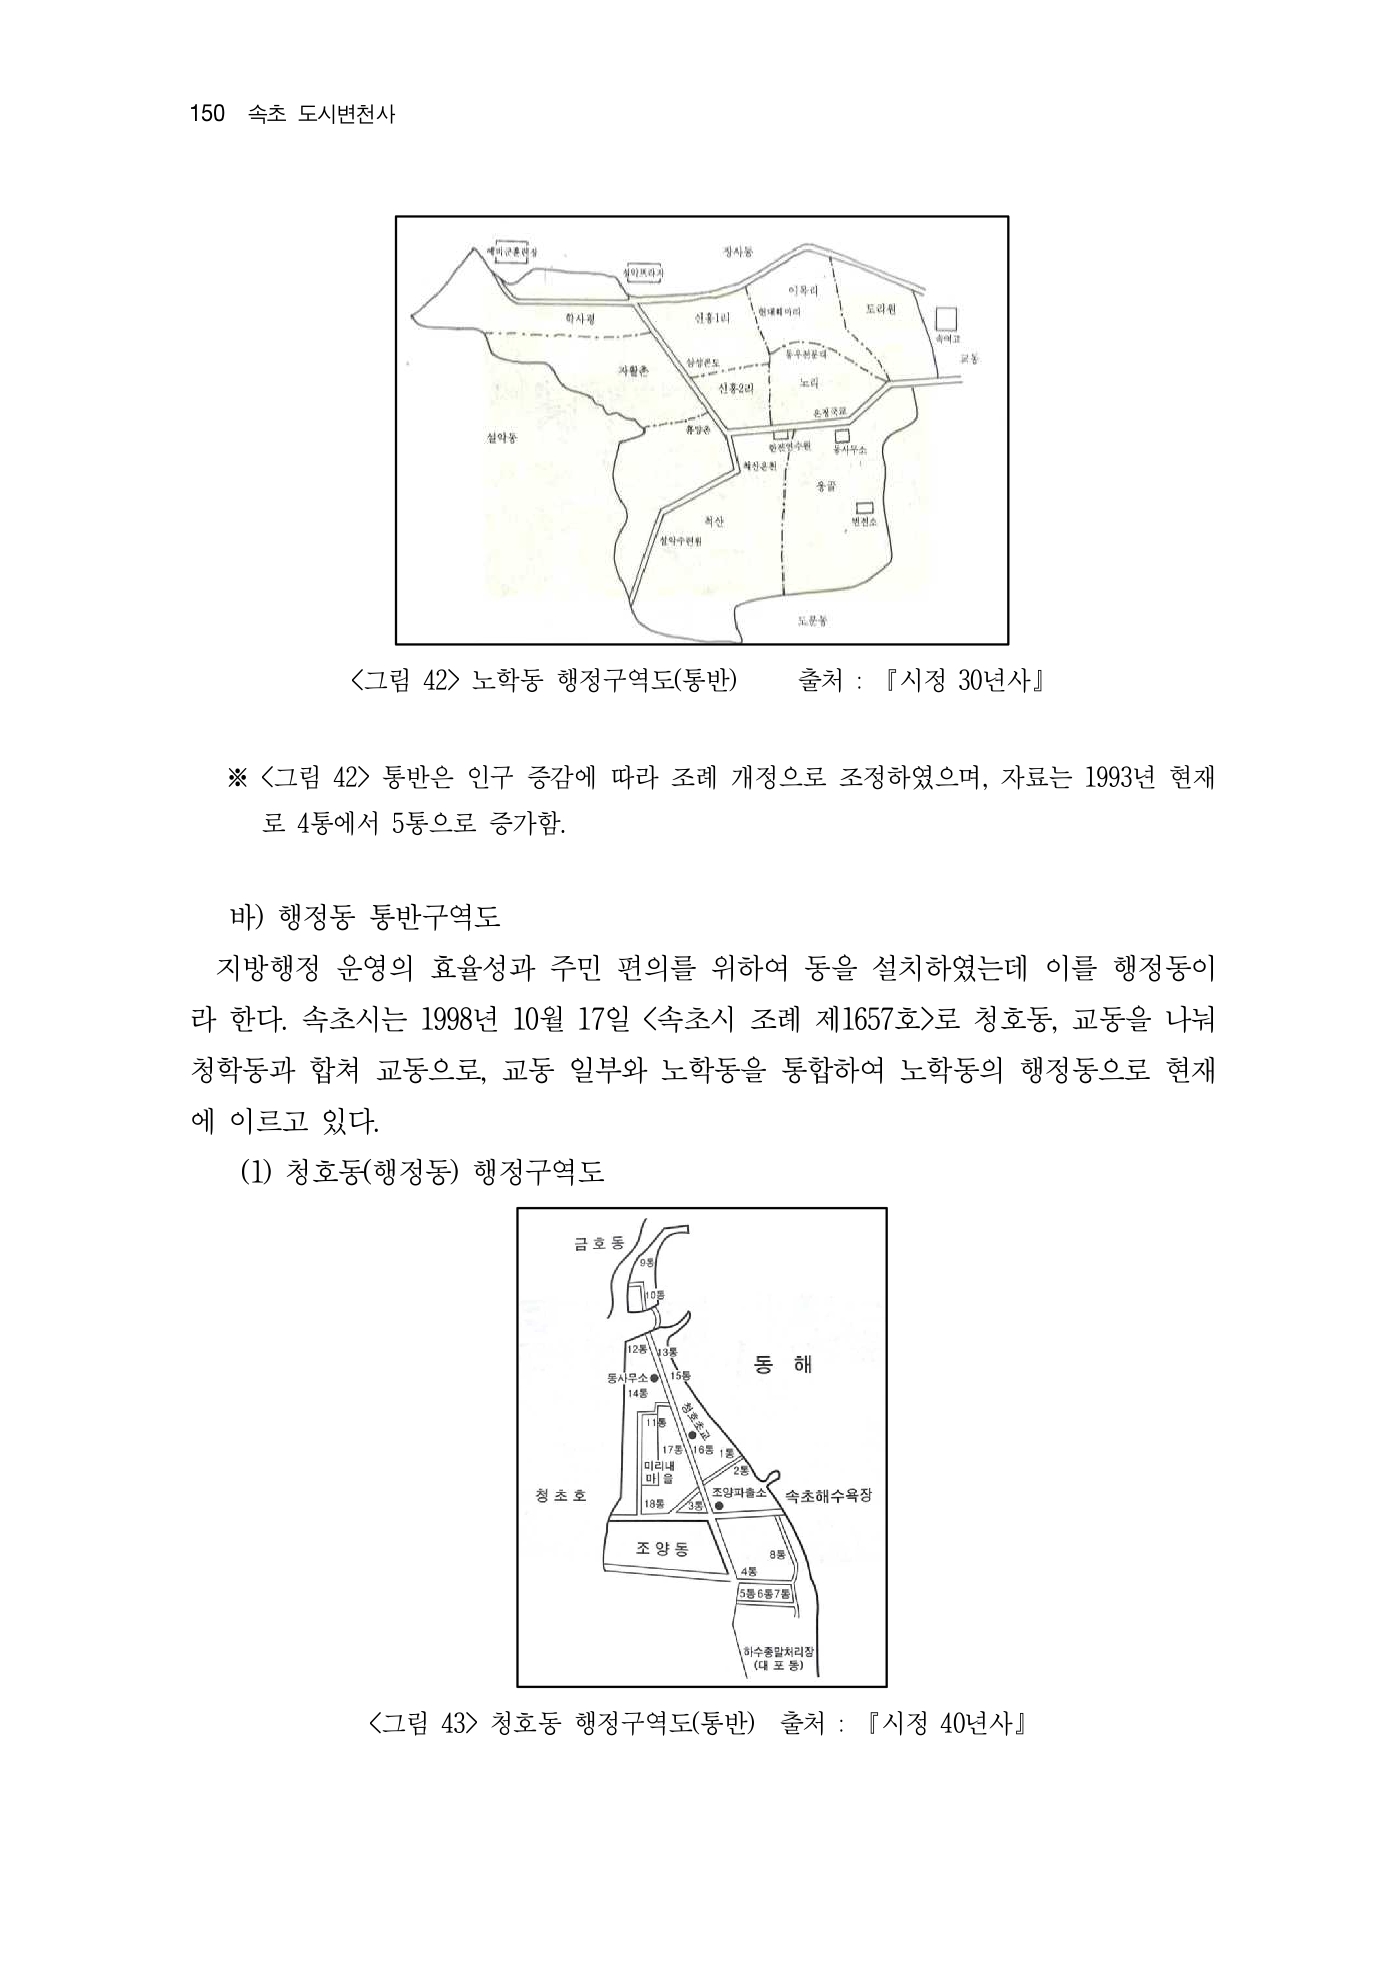 150 속초 도시변천사
예비군훈련장
설악프라자
장사동
이목리
학사평
신흥1리
현대훼미리
토라원
속여고
교동
자활촌
삼성콘도
동우전문대
신흥2리
노리
온정국교
설악동
휴양촌
한전연수원
동사무소
척산온천
응골
척산
변전소
설악수련원
도문동
<그림 42> 노학동 행정구역도(통반) 출처 : 『시정 30년사』
※ <그림 42> 통반은 인구 증감에 따라 조례 개정으로 조정하였으며, 자료는 1993년 현재
로 4통에서 5통으로 증가함.
바) 행정동 통반구역도
지방행정 운영의 효율성과 주민 편의를 위하여 동을 설치하였는데 이를 행정동이
라 한다. 속초시는 1998년 10월 17일 <속초시 조례 제1657호>로 청호동, 교동을 나눠
청학동과 합쳐 교동으로, 교동 일부와 노학동을 통합하여 노학동의 행정동으로 현재
에 이르고 있다.
(1) 청호동(행정동) 행정구역도
금호동
9통
10통
12통 13통
동 해
동사무소 15통
14통
청호초교
11통
17통 16통 1통
미리내
마을
2통
청초호
조양파출소 속초해수욕장
18통 3통
조양동
8통
4통
5통 6통 7통
하수종말처리장
(대포동)
<그림 43> 청호동 행정구역도(통반) 출처 : 『시정 40년사』